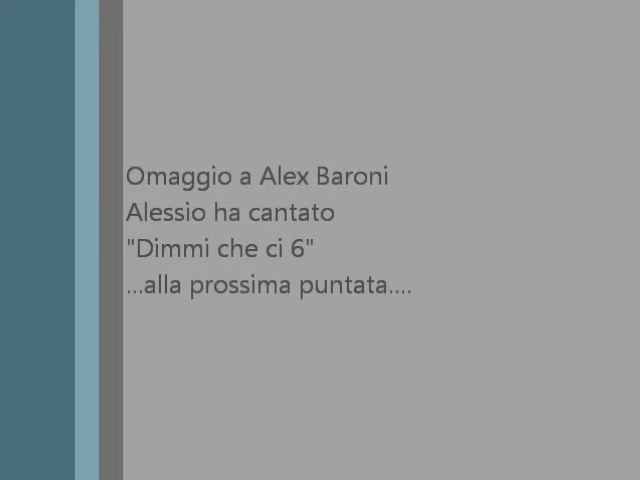 Omaggio a Alex Baroni
Alessio ha cantato
"Dimmi che ci 6"
...alla prossima puntata....